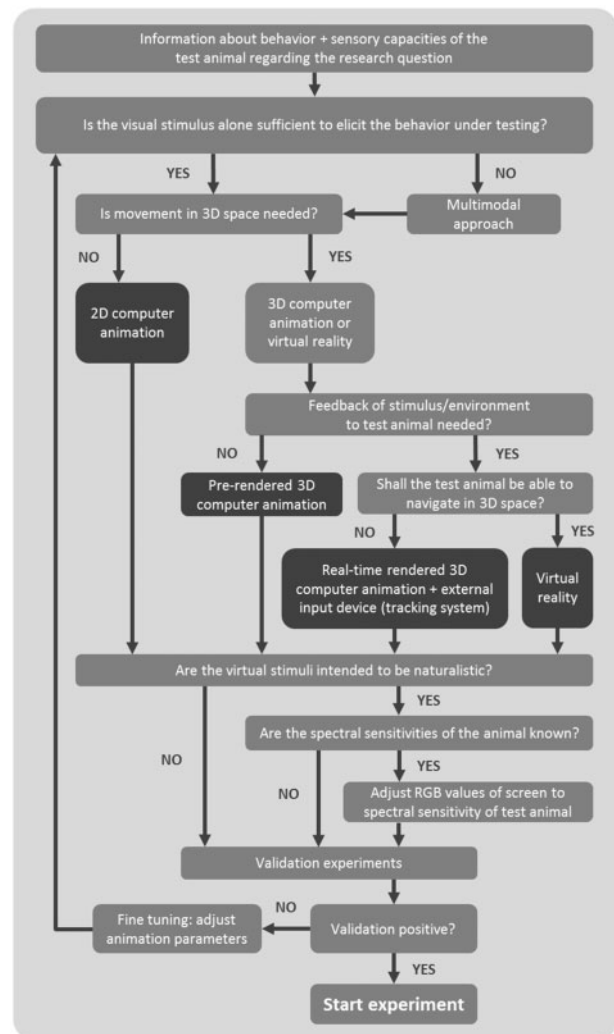 Information about behavior + sensory capacities of the
test animal regarding the research question
Is the visual stimulus alone sufficient to elicit the behavior under testing?
YES
NO
Is movement in 3D space needed?
Multimodal
approach
NO
YES
2D computer
animation
3D computer
animation or
virtual reality
Feedback of stimulus/environment
to test animal needed?
NO
YES
Pre-rendered 3D
computer animation
Shall the test animal be able to
navigate in 3D space?
NO
YES
Real-time rendered 3D
computer animation + external
input device (tracking system)
Virtual
reality
Are the virtual stimuli intended to be naturalistic?
YES
Are the spectral sensitivities of the animal known?
NO
YES
NO
Adjust RGB values of screen to
spectral sensitivity of test animal
Validation experiments
Fine tuning: adjust
animation parameters
NO
Validation positive?
YES
Start experiment